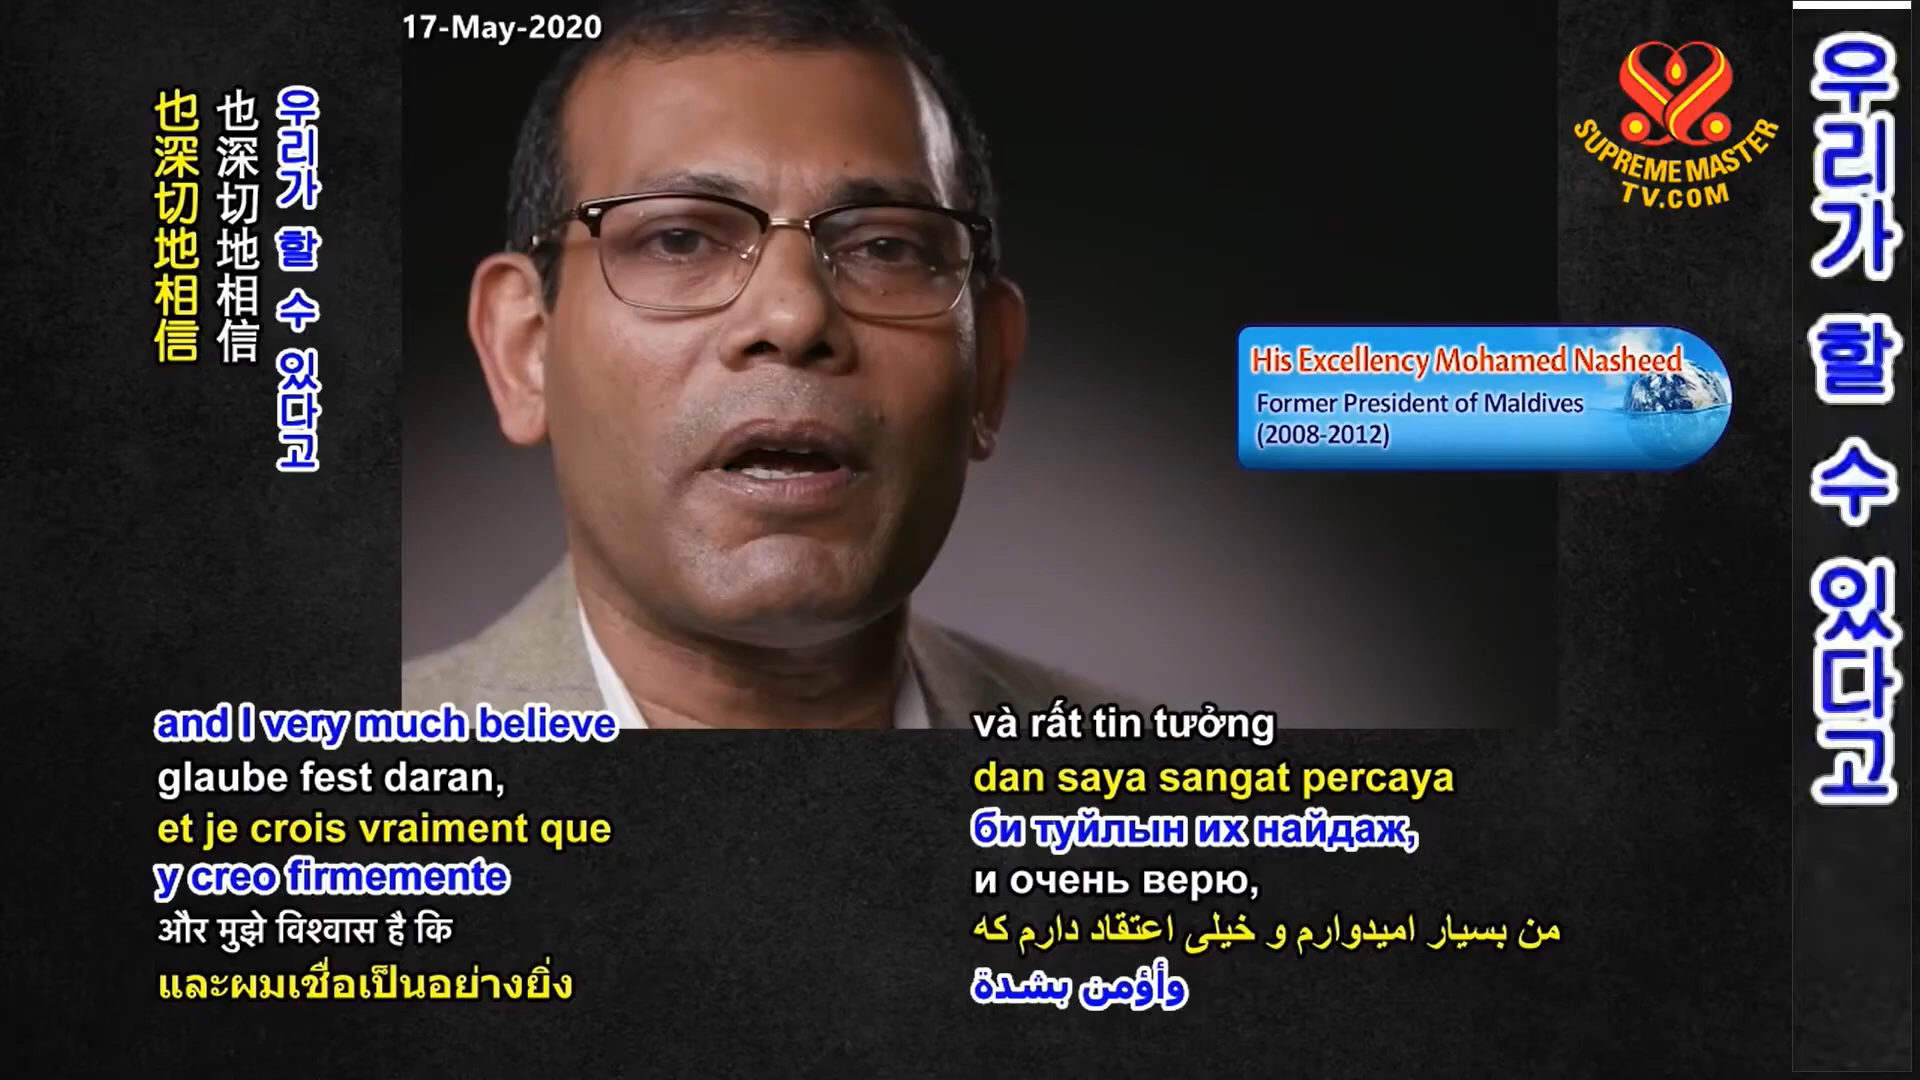 17-May-2020
SUPREME MASTER
TV.COM
우리가 할 수 있다고
也深切地相信
也深切地相信
우리가 할 수 있다고
His Excellency Mohamed Nasheed
Former President of Maldives
(2008-2012)
and I very much believe
glaube fest daran,
et je crois vraiment que
y creo firmemente
और मुझे विश्वास है कि
และผมเชื่อเป็นอย่างยิ่ง
và rất tin tưởng
dan saya sangat percaya
би туйлын их найдаж,
и очень верю,
من بسیار امیدوارم و خیلی اعتقاد دارم که
وأؤمن بشدة